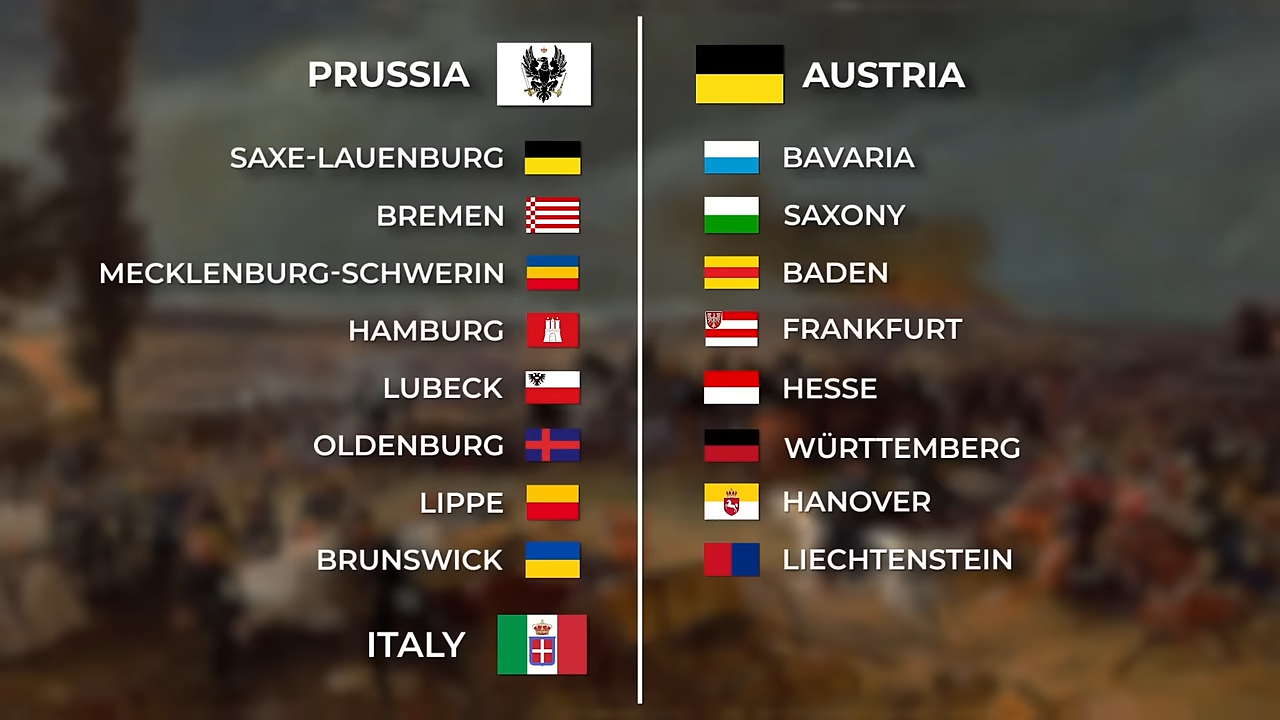 PRUSSIA
SAXE-LAUENBURG
BREMEN
MECKLENBURG-SCHWERIN
HAMBURG
LUBECK
OLDENBURG
LIPPE
BRUNSWICK
ITALY
AUSTRIA
BAVARIA
SAXONY
BADEN
FRANKFURT
HESSE
WÜRTTEMBERG
HANOVER
LIECHTENSTEIN